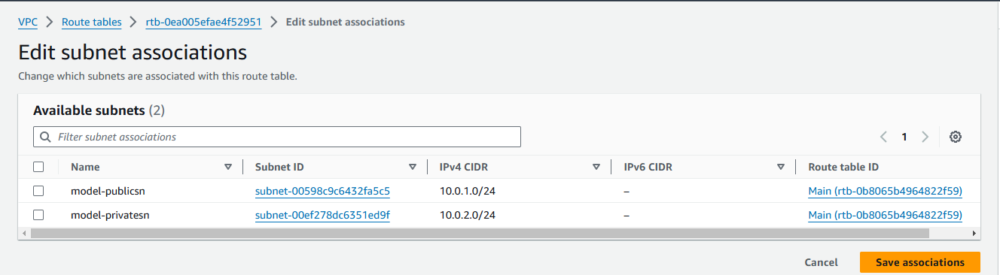 VPC > Route tables > rtb-0ea005efae4f52951 > Edit subnet associations
Edit subnet associations
Change which subnets are associated with this route table.
Available subnets (2)
Filter subnet associations
1
Name Subnet ID IPv4 CIDR IPv6 CIDR Route table ID
model-publicsn subnet-00598c9c6432fa5c5 10.0.1.0/24 – Main (rtb-0b8065b4964822f59)
model-privatesn subnet-00ef278dc6351ed9f 10.0.2.0/24 – Main (rtb-0b8065b4964822f59)
Cancel Save associations